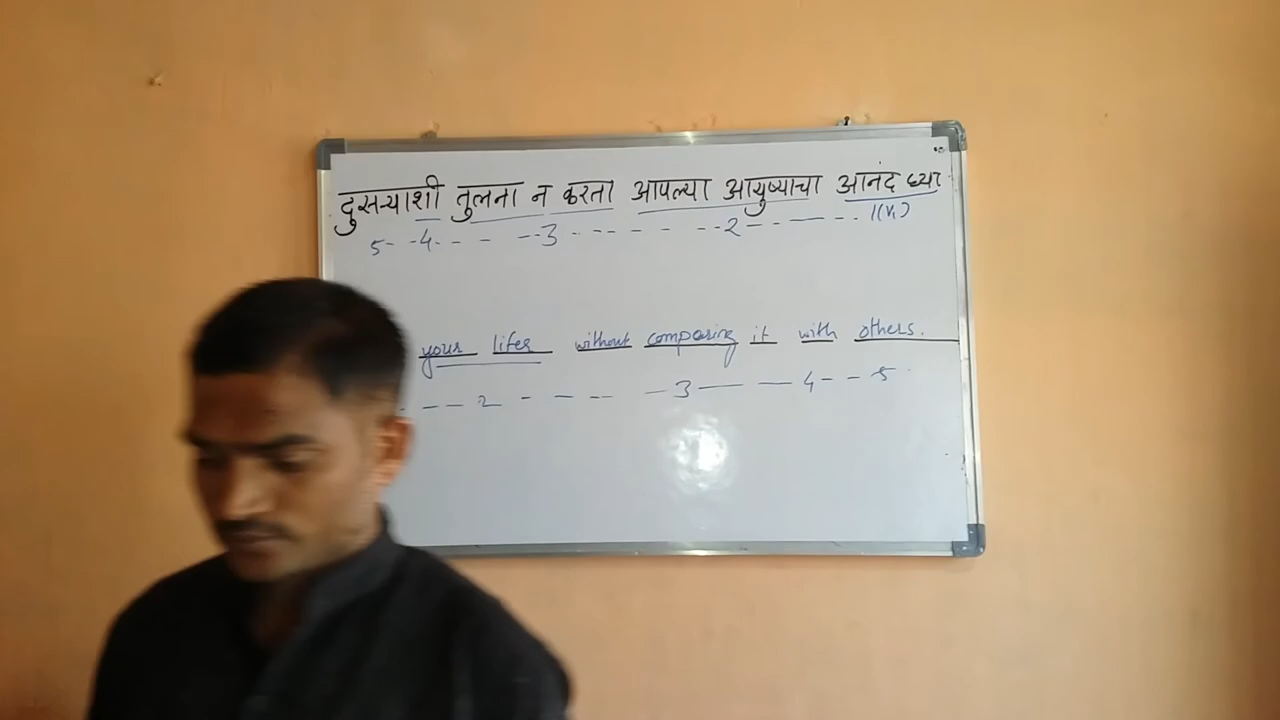 दुसऱ्याशी तुलना न करता आपल्या आयुष्याचा आनंद घ्या
5 4 3 2 1(V)
your lifes without comparing it with others.
2 3 4 5